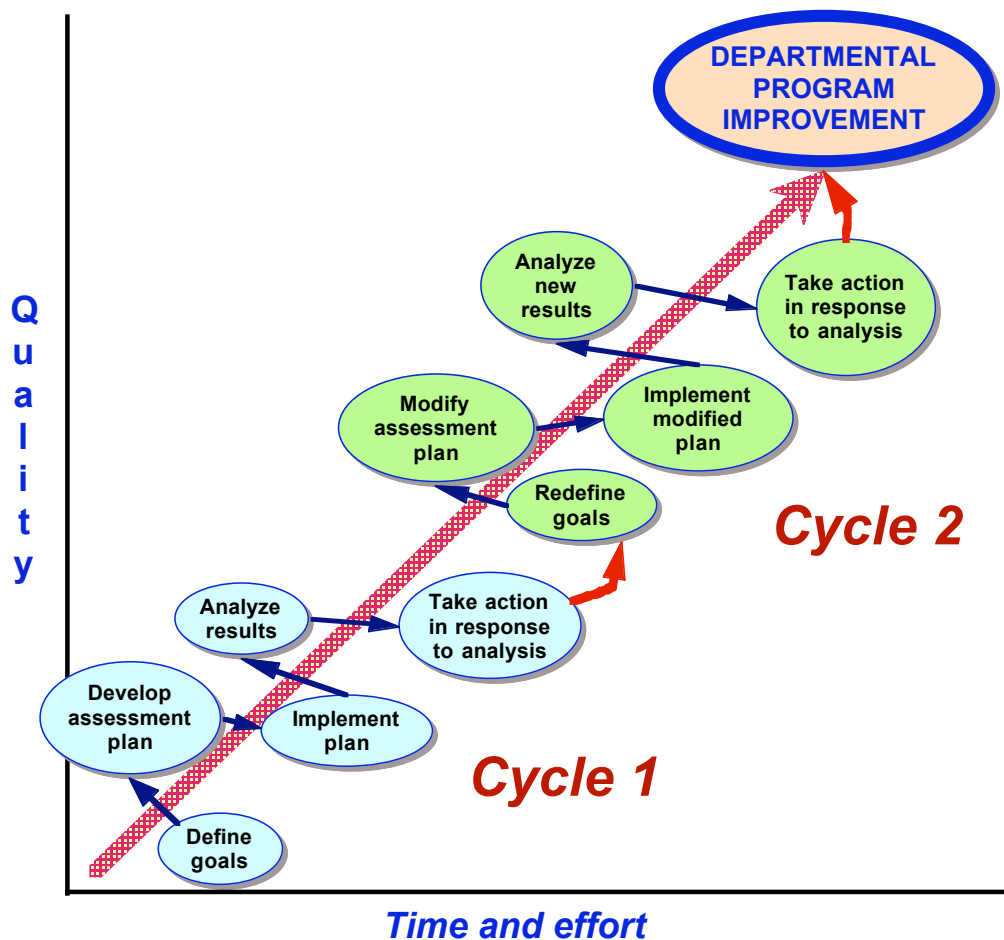 DEPARTMENTAL
PROGRAM
IMPROVEMENT
Analyze
new
results
Take action
in response
to analysis
Quality
Modify
assessment
plan
Implement
modified
plan
Redefine
goals
Cycle 2
Analyze
results
Take action
in response
to analysis
Develop
assessment
plan
Implement
plan
Cycle 1
Define
goals
Time and effort